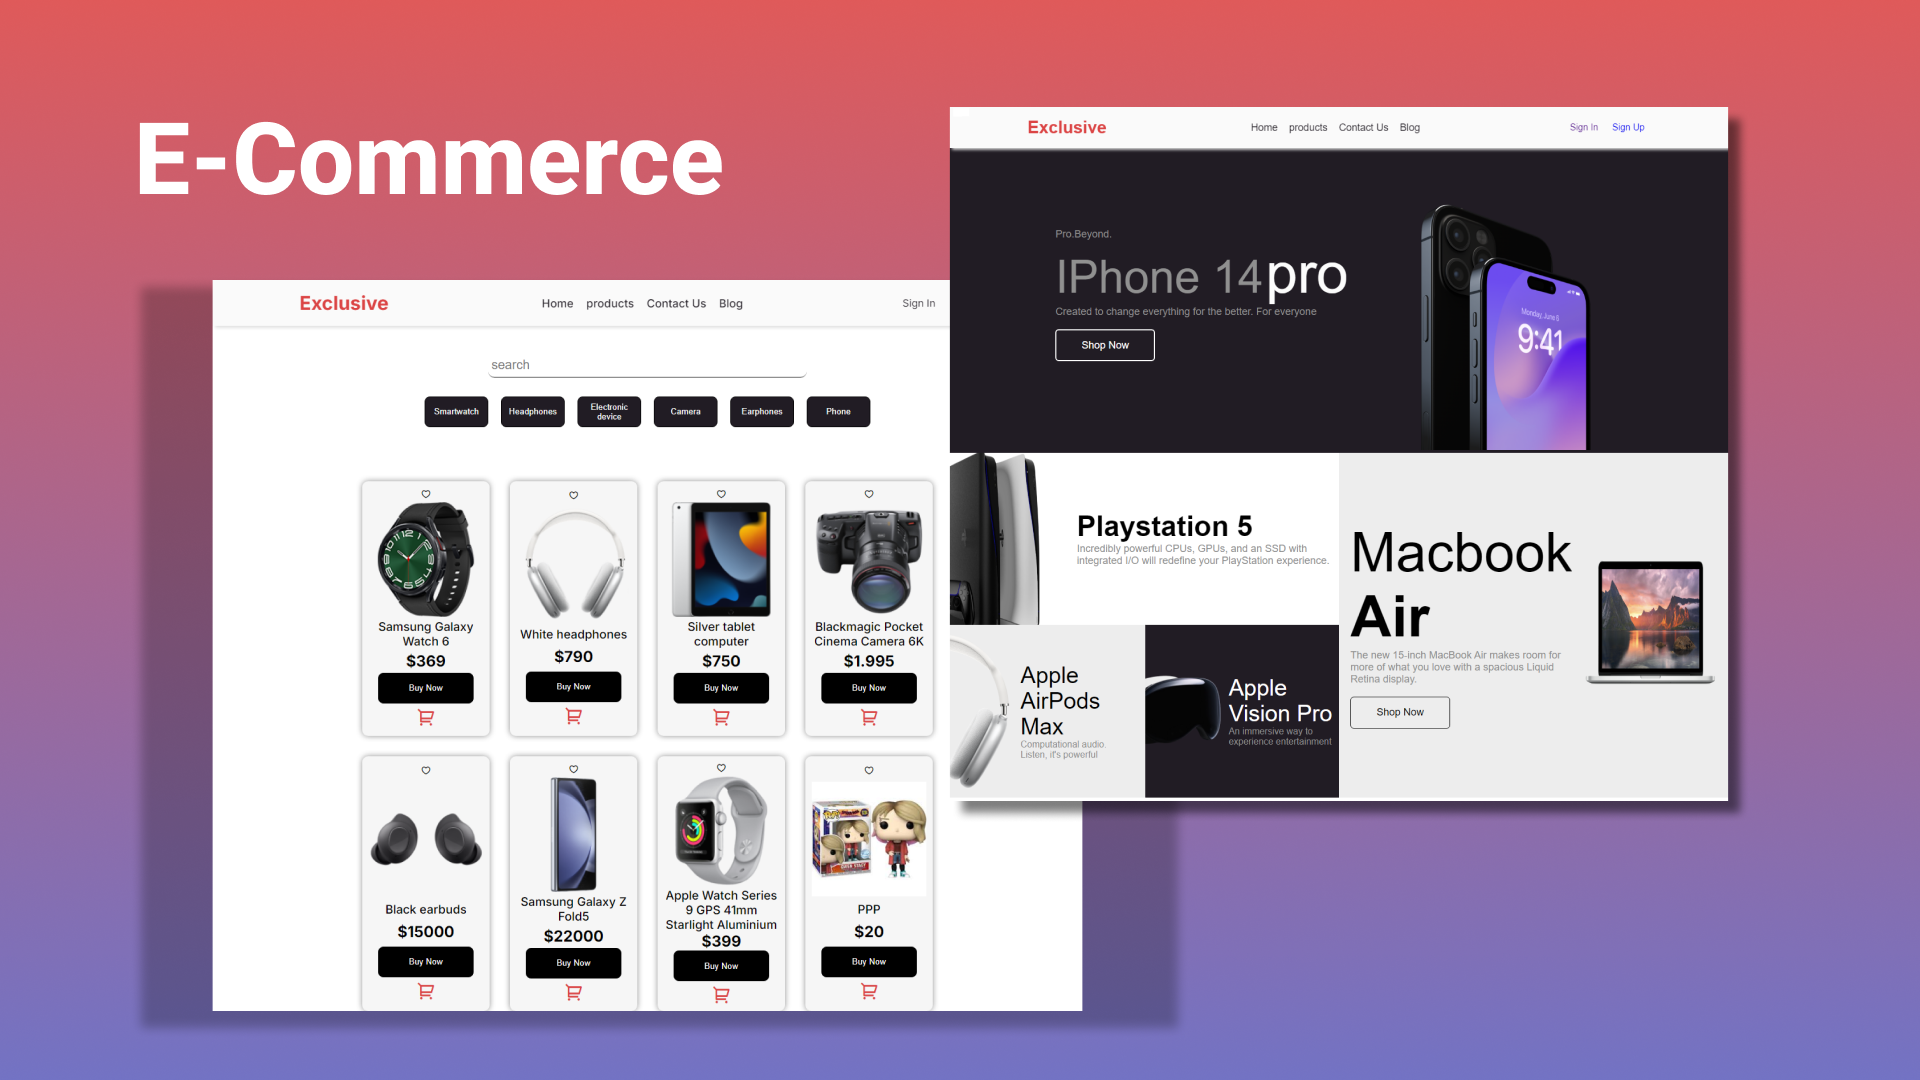 E-Commerce
Exclusive
Home products Contact Us Blog
Sign In
search
Smartwatch
Headphones
Electronic
device
Camera
Earphones
Phone
Samsung Galaxy
Watch 6
$369
Buy Now
White headphones
$790
Buy Now
Silver tablet
computer
$750
Buy Now
Blackmagic Pocket
Cinema Camera 6K
$1.995
Buy Now
Black earbuds
$15000
Buy Now
Samsung Galaxy Z
Fold5
$22000
Buy Now
Apple Watch Series
9 GPS 41mm
Starlight Aluminium
$399
Buy Now
PPP
$20
Buy Now
Exclusive
Home products Contact Us Blog
Sign In Sign Up
Pro.Beyond.
IPhone 14 pro
Created to change everything for the better. For everyone
Shop Now
Monday, June 6
9:41
Playstation 5
Incredibly powerful CPUs, GPUs, and an SSD with
integrated I/O will redefine your PlayStation experience.
Apple
AirPods
Max
Computational audio.
Listen, it's powerful
Apple
Vision Pro
An immersive way to
experience entertainment
Macbook
Air
The new 15-inch MacBook Air makes room for
more of what you love with a spacious Liquid
Retina display.
Shop Now